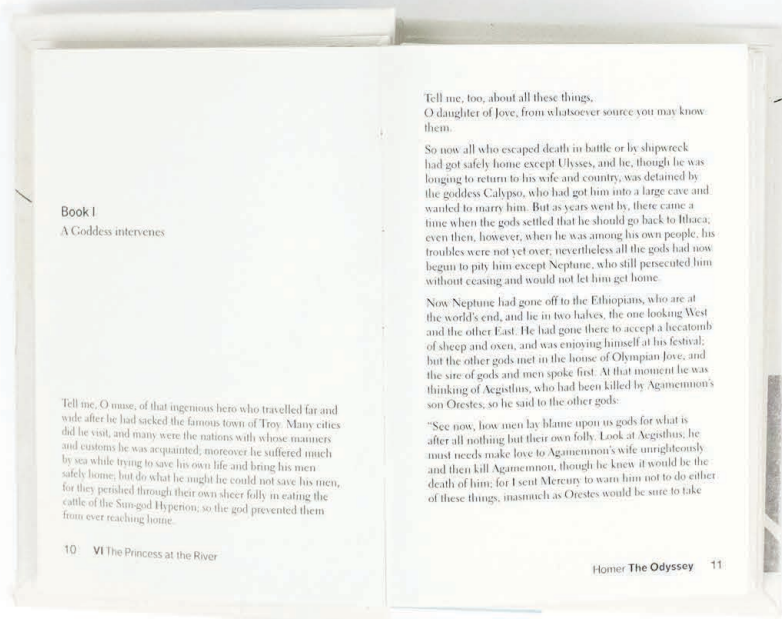 Book I
A Goddess intervenes
Tell me, O muse, of that ingenious hero who travelled far and
wide after he had sacked the famous town of Troy. Many cities
did he visit, and many were the nations with whose manners
and customs he was acquainted; moreover he suffered much
by sea while trying to save his own life and bring his men
safely home; but do what he might he could not save his men,
for they perished through their own sheer folly in eating the
cattle of the Sun-god Hyperion; so the god prevented them
from ever reaching home.
10 VI The Princess at the River
Tell me, too, about all these things,
O daughter of Jove, from whatsoever source you may know
them.
So now all who escaped death in battle or by shipwreck
had got safely home except Ulysses, and he, though he was
longing to return to his wife and country, was detained by
the goddess Calypso, who had got him into a large cave and
wanted to marry him. But as years went by, there came a
time when the gods settled that he should go back to Ithaca;
even then, however, when he was among his own people, his
troubles were not yet over; nevertheless all the gods had now
begun to pity him except Neptune, who still persecuted him
without ceasing and would not let him get home.
Now Neptune had gone off to the Ethiopians, who are at
the world's end, and lie in two halves, the one looking West
and the other East. He had gone there to accept a hecatomb
of sheep and oxen, and was enjoying himself at his festival;
but the other gods met in the house of Olympian Jove, and
the sire of gods and men spoke first. At that moment he was
thinking of Aegisthus, who had been killed by Agamemnon's
son Orestes, so he said to the other gods:
"See now, how men lay blame upon us gods for what is
after all nothing but their own folly. Look at Aegisthus; he
must needs make love to Agamemnon's wife unrighteously
and then kill Agamemnon, though he knew it would be the
death of him; for I sent Mercury to warn him not to do either
of these things, inasmuch as Orestes would be sure to take
Homer The Odyssey 11